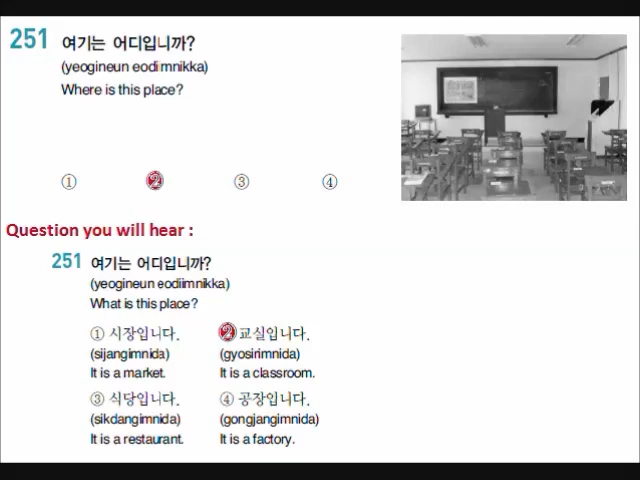 251 여기는 어디입니까?
(yeogineun eodimnikka)
Where is this place?
① ② ③ ④
Question you will hear :
251 여기는 어디입니까?
(yeogineun eodiimnikka)
What is this place?
① 시장입니다. ② 교실입니다.
(sijangimnida) (gyosirimnida)
It is a market. It is a classroom.
③ 식당입니다. ④ 공장입니다.
(sikdangimnida) (gongjangimnida)
It is a restaurant. It is a factory.